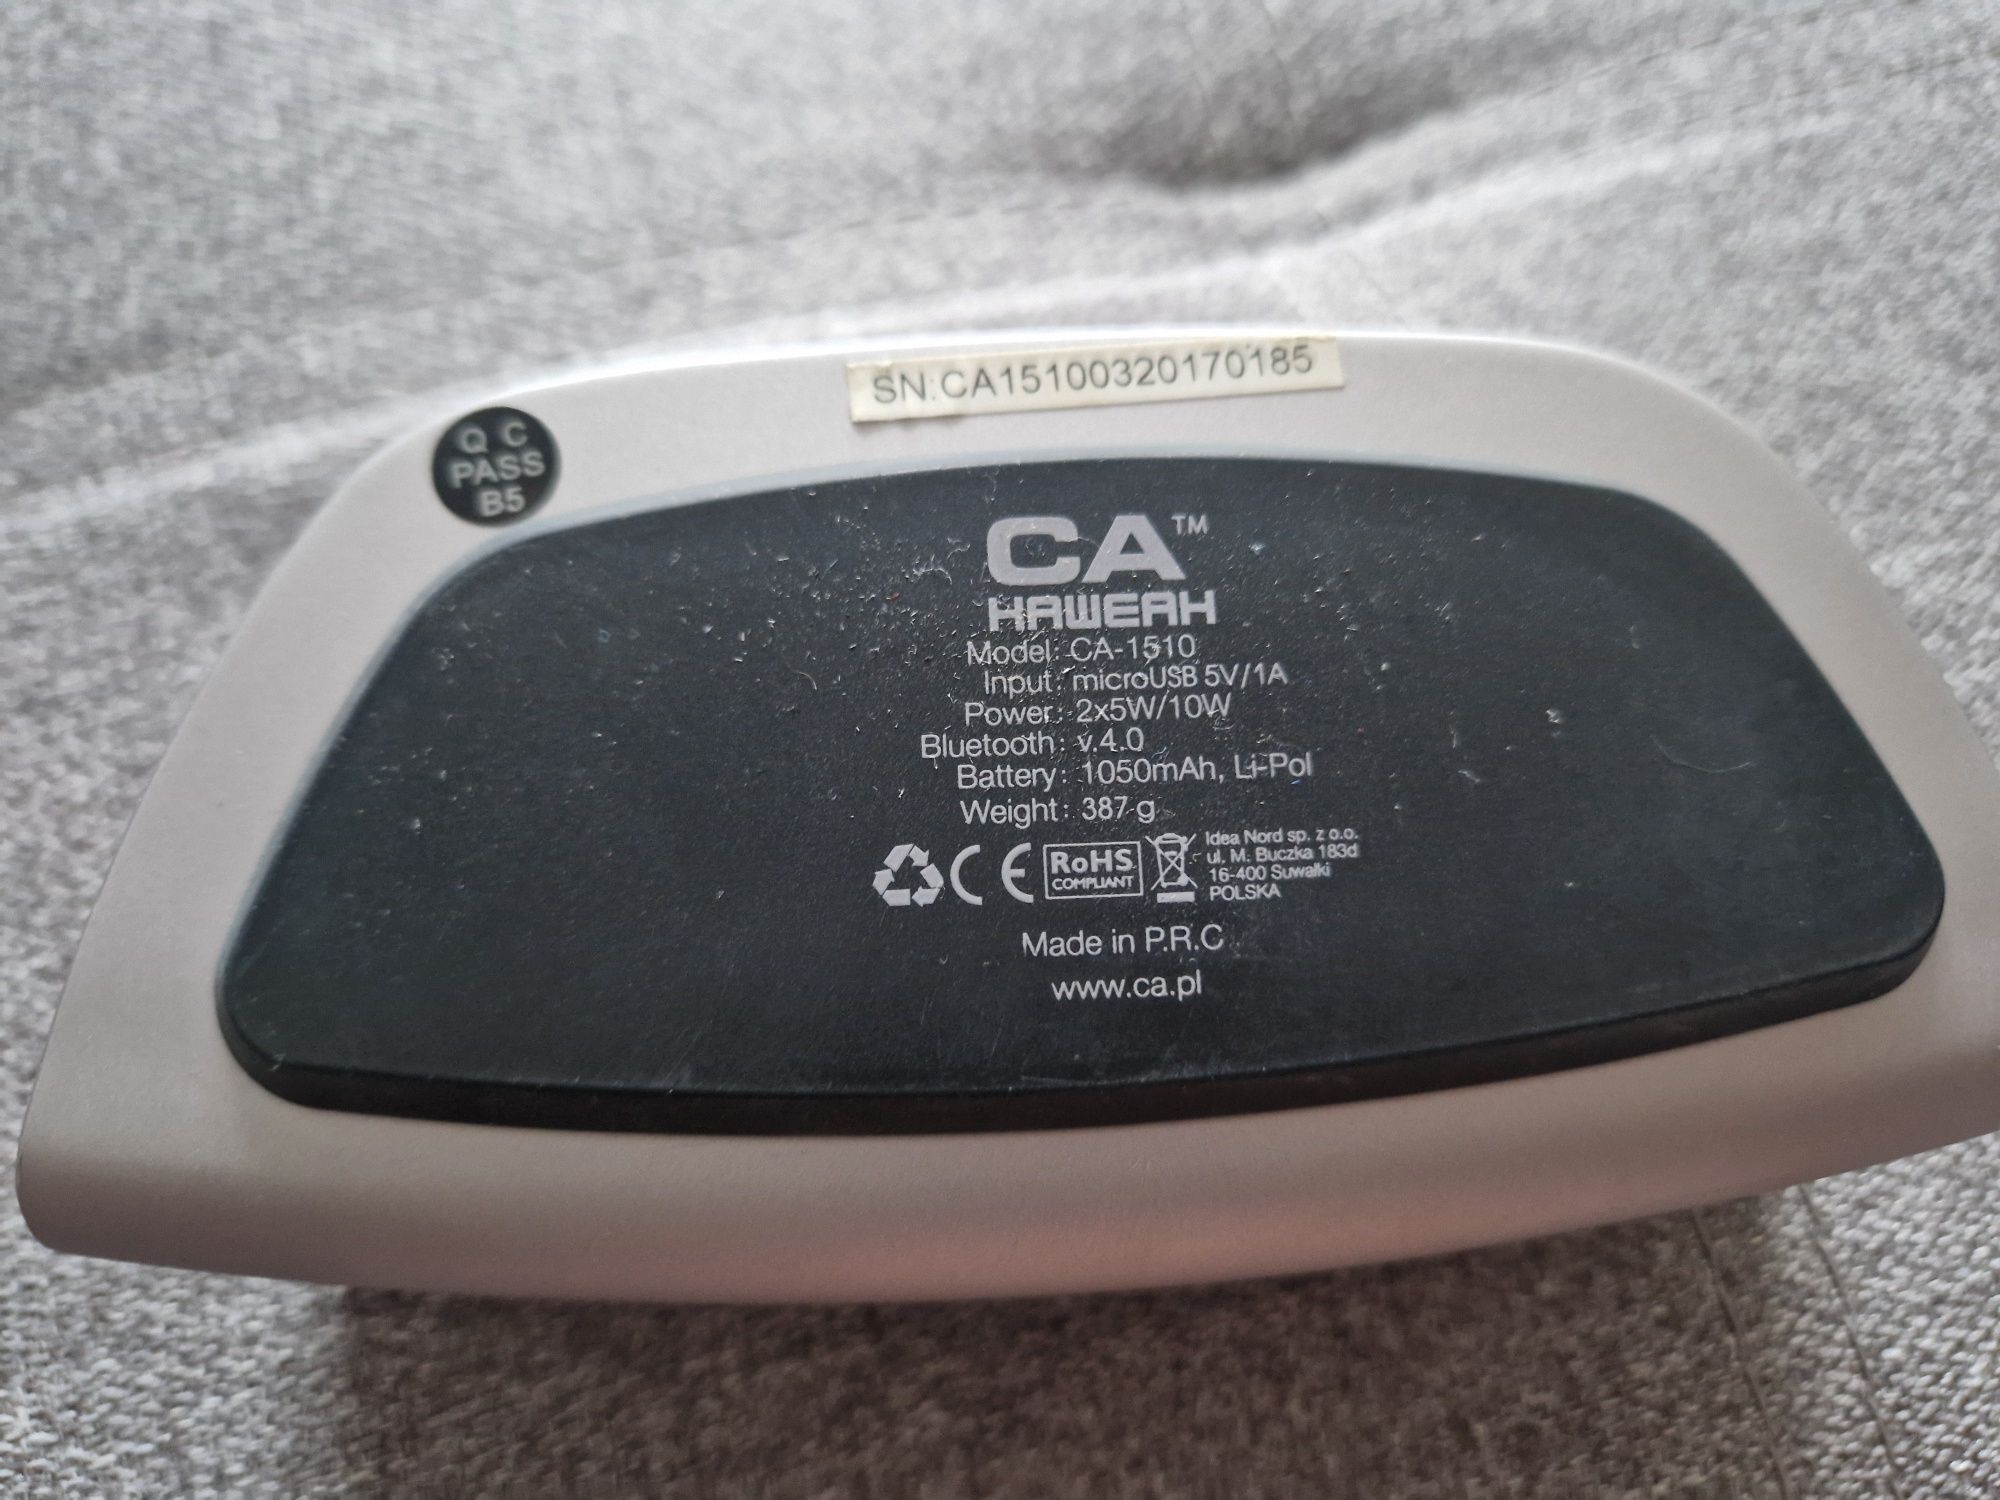 SN:CA15100320170185
Q C
PASS
B5
CA™
KAWEAH
Model: CA-1510
Input: microUSB 5V/1A
Power: 2x5W/10W
Bluetooth: v.4.0
Battery: 1050mAh, Li-Pol
Weight: 387 g
CE
RoHS
COMPLIANT
Idea Nord sp. z o.o.
ul. M. Buczka 183d
16-400 Suwałki
POLSKA
Made in P.R.C
www.ca.pl